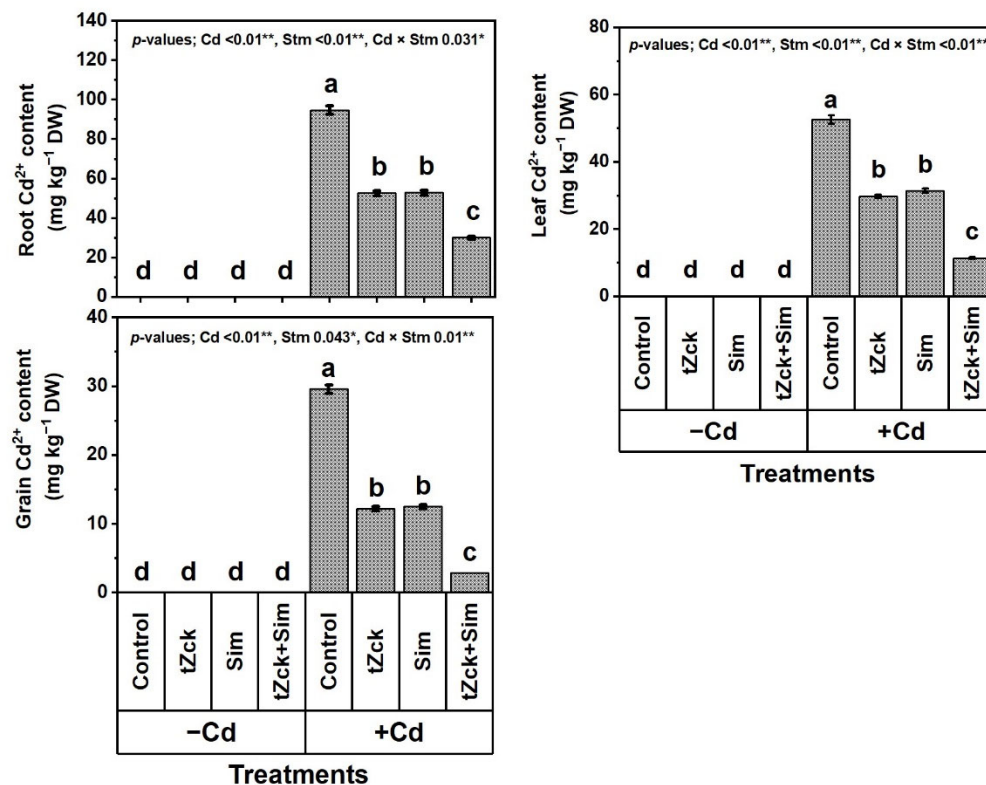 Root Cd²⁺ content
(mg kg⁻¹ DW)
140
120
100
80
60
40
20
0
p-values; Cd <0.01**, Stm <0.01**, Cd × Stm 0.031*
d
d
d
d
a
b
b
c
Grain Cd²⁺ content
(mg kg⁻¹ DW)
40
30
20
10
0
p-values; Cd <0.01**, Stm 0.043*, Cd × Stm 0.01**
d
d
d
d
a
b
b
c
Control
tZck
Sim
tZck+Sim
Control
tZck
Sim
tZck+Sim
−Cd
+Cd
Treatments
Leaf Cd²⁺ content
(mg kg⁻¹ DW)
80
60
40
20
0
p-values; Cd <0.01**, Stm <0.01**, Cd × Stm <0.01**
d
d
d
d
a
b
b
c
Control
tZck
Sim
tZck+Sim
Control
tZck
Sim
tZck+Sim
−Cd
+Cd
Treatments